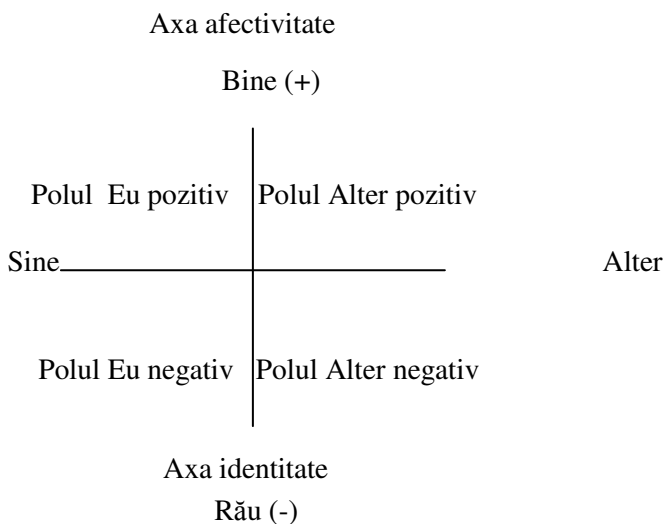 Axa afectivitate
Bine (+)
Polul Eu pozitiv Polul Alter pozitiv
Sine Alter
Polul Eu negativ Polul Alter negativ
Axa identitate
Rău (-)